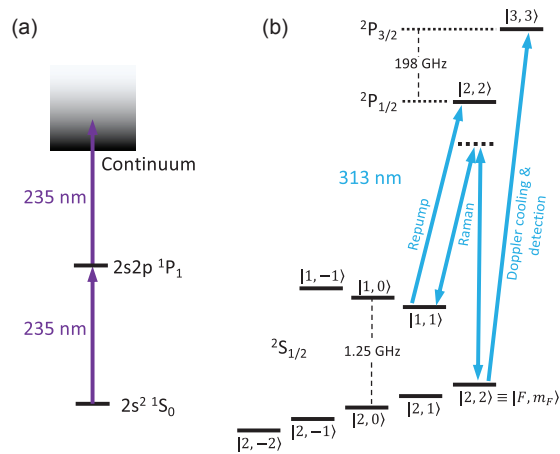 (a)
Continuum
235 nm
2s2p ¹P₁
235 nm
2s² ¹S₀
(b)
²P₃/₂
|3, 3⟩
198 GHz
|2, 2⟩
²P₁/₂
313 nm
Repump
Raman
Doppler cooling &
detection
|1, −1⟩
|1, 0⟩
|1, 1⟩
²S₁/₂
1.25 GHz
|2, −2⟩
|2, −1⟩
|2, 0⟩
|2, 1⟩
|2, 2⟩ ≡ |F, m_F⟩